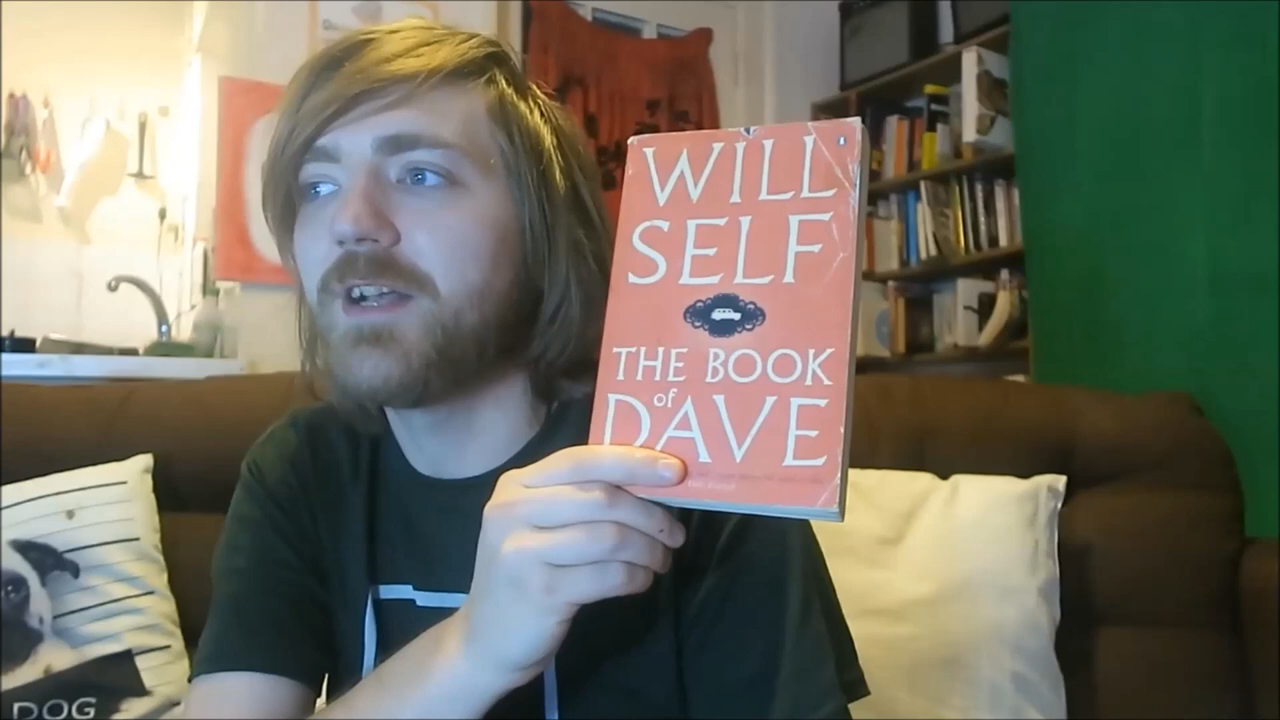 WILL
SELF
THE BOOK
of
DAVE
DOG